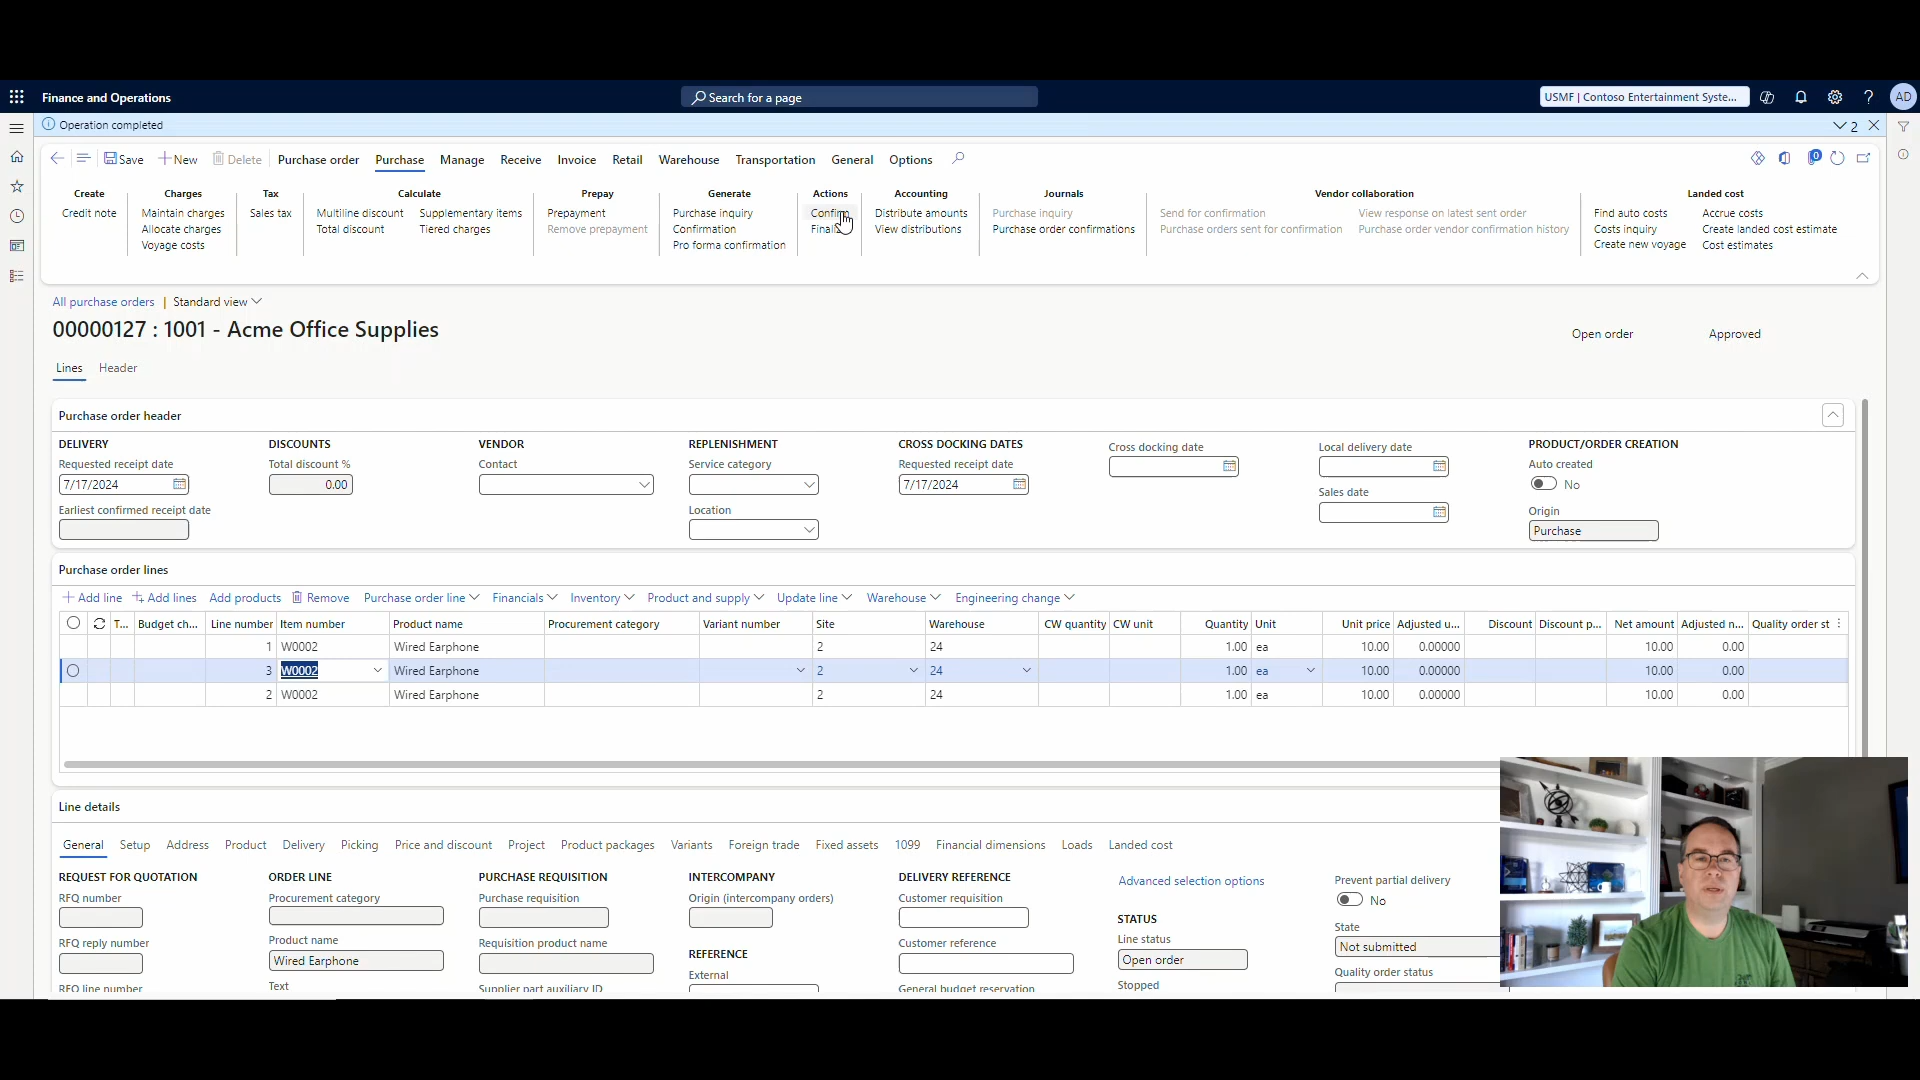 Finance and Operations
Search for a page
USMF | Contoso Entertainment Syste...
AD
Operation completed
2
Save
New
Delete
Purchase order
Purchase
Manage
Receive
Invoice
Retail
Warehouse
Transportation
General
Options
0
Create
Credit note
Charges
Maintain charges
Allocate charges
Voyage costs
Tax
Sales tax
Calculate
Multiline discount
Total discount
Supplementary items
Tiered charges
Prepay
Prepayment
Remove prepayment
Generate
Purchase inquiry
Confirmation
Pro forma confirmation
Actions
Confirm
Accounting
Distribute amounts
View distributions
Journals
Purchase inquiry
Purchase order confirmations
Vendor collaboration
Send for confirmation
Purchase orders sent for confirmation
View response on latest sent order
Purchase order vendor confirmation history
Landed cost
Find auto costs
Costs inquiry
Create new voyage
Accrue costs
Create landed cost estimate
Cost estimates
All purchase orders | Standard view
00000127 : 1001 - Acme Office Supplies
Open order
Approved
Lines
Header
Purchase order header
DELIVERY
Requested receipt date
7/17/2024
Earliest confirmed receipt date
DISCOUNTS
Total discount %
0.00
VENDOR
Contact
REPLENISHMENT
Service category
Location
CROSS DOCKING DATES
Requested receipt date
7/17/2024
Cross docking date
Local delivery date
Sales date
PRODUCT/ORDER CREATION
Auto created
No
Origin
Purchase
Purchase order lines
Add line
Add lines
Add products
Remove
Purchase order line
Financials
Inventory
Product and supply
Update line
Warehouse
Engineering change
T... Budget ch... Line number Item number Product name Procurement category Variant number Site Warehouse CW quantity CW unit Quantity Unit Unit price Adjusted u... Discount Discount p... Net amount Adjusted n... Quality order st
1 W0002 Wired Earphone 2 24 1.00 ea 10.00 0.00000 10.00 0.00
3 W0002 Wired Earphone 2 24 1.00 ea 10.00 0.00000 10.00 0.00
2 W0002 Wired Earphone 2 24 1.00 ea 10.00 0.00000 10.00 0.00
Line details
General
Setup
Address
Product
Delivery
Picking
Price and discount
Project
Product packages
Variants
Foreign trade
Fixed assets
1099
Financial dimensions
Loads
Landed cost
REQUEST FOR QUOTATION
RFQ number
RFQ reply number
RFQ line number
ORDER LINE
Procurement category
Product name
Wired Earphone
Text
PURCHASE REQUISITION
Purchase requisition
Requisition product name
Supplier part auxiliary ID
INTERCOMPANY
Origin (intercompany orders)
REFERENCE
External
DELIVERY REFERENCE
Customer requisition
Customer reference
General budget reservation
Advanced selection options
STATUS
Line status
Open order
Stopped
Prevent partial delivery
No
State
Not submitted
Quality order status